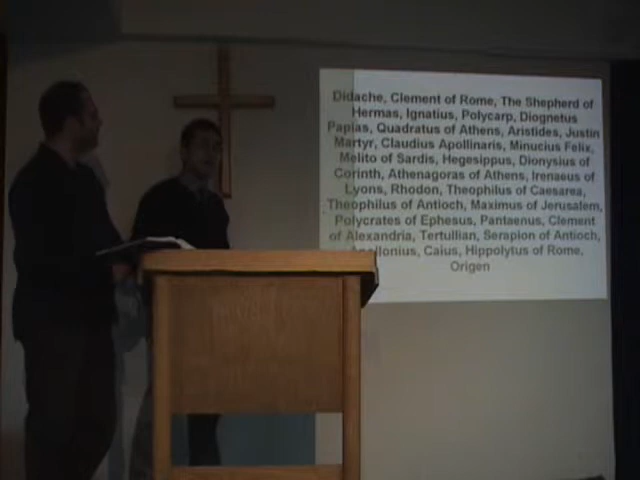 Didache, Clement of Rome, The Shepherd of
Hermas, Ignatius, Polycarp, Diognetus
Papias, Quadratus of Athens, Aristides, Justin
Martyr, Claudius Apollinaris, Minucius Felix,
Melito of Sardis, Hegesippus, Dionysius of
Corinth, Athenagoras of Athens, Irenaeus of
Lyons, Rhodon, Theophilus of Caesarea,
Theophilus of Antioch, Maximus of Jerusalem,
Polycrates of Ephesus, Pantaenus, Clement
of Alexandria, Tertullian, Serapion of Antioch,
Apollonius, Caius, Hippolytus of Rome,
Origen